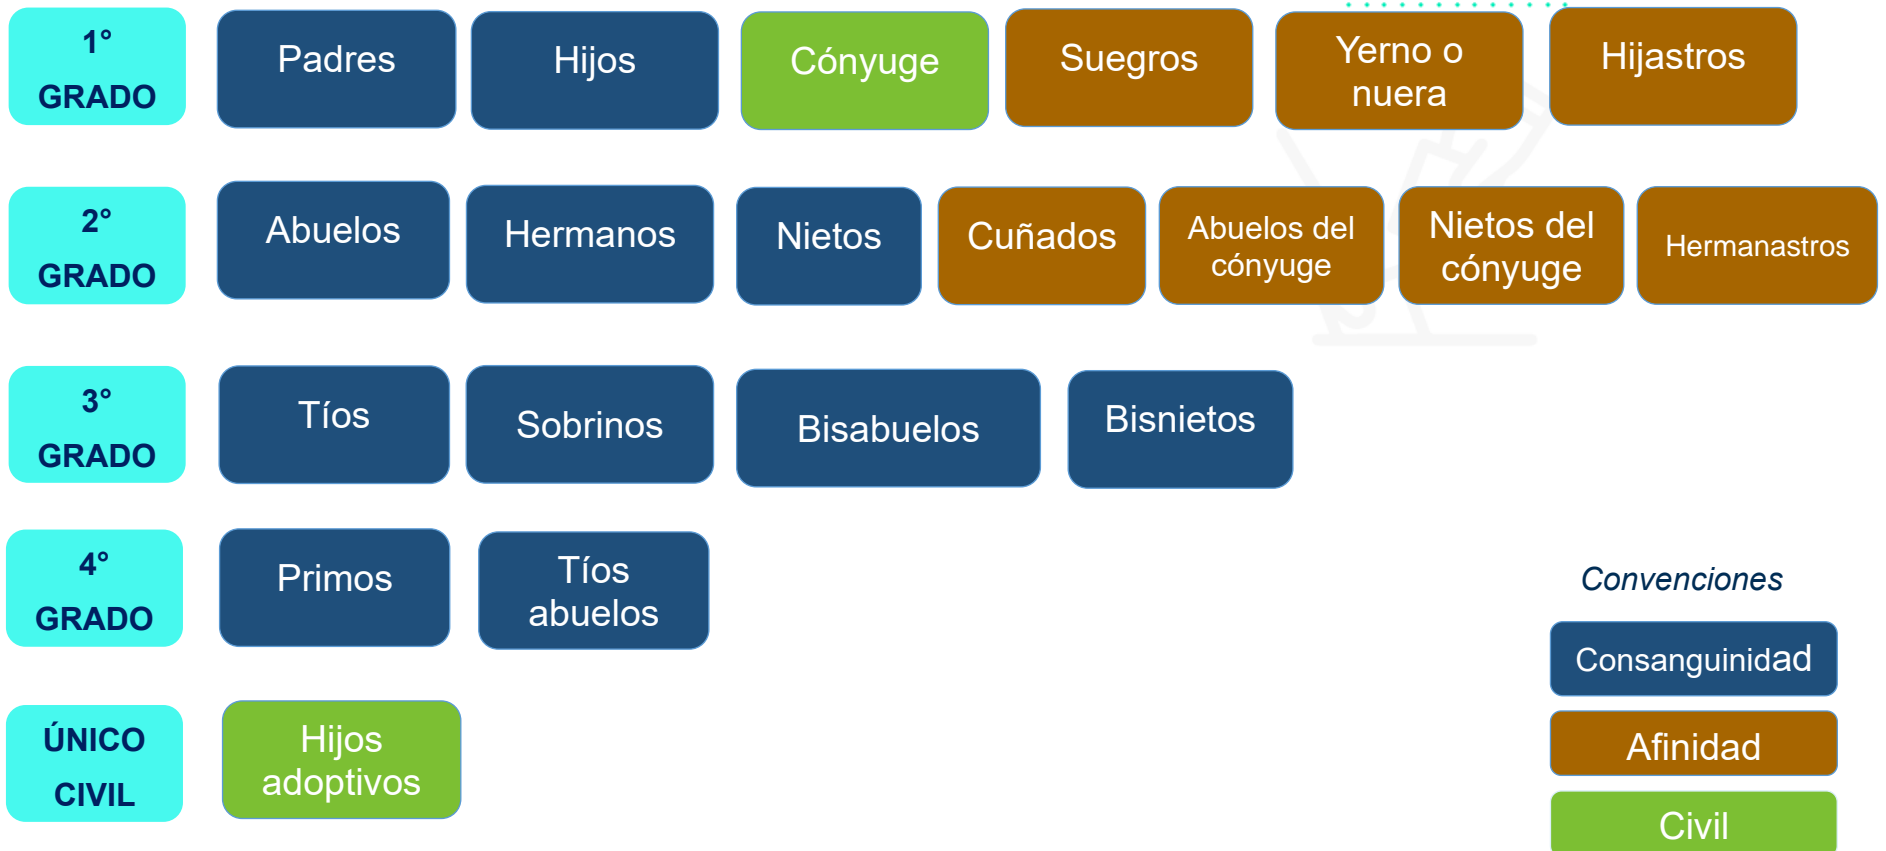 1°
GRADO
Padres
Hijos
Cónyuge
Suegros
Yerno o
nuera
Hijastros
2°
GRADO
Abuelos
Hermanos
Nietos
Cuñados
Abuelos del
cónyuge
Nietos del
cónyuge
Hermanastros
3°
GRADO
Tíos
Sobrinos
Bisabuelos
Bisnietos
4°
GRADO
Primos
Tíos
abuelos
ÚNICO
CIVIL
Hijos
adoptivos
Convenciones
Consanguinidad
Afinidad
Civil